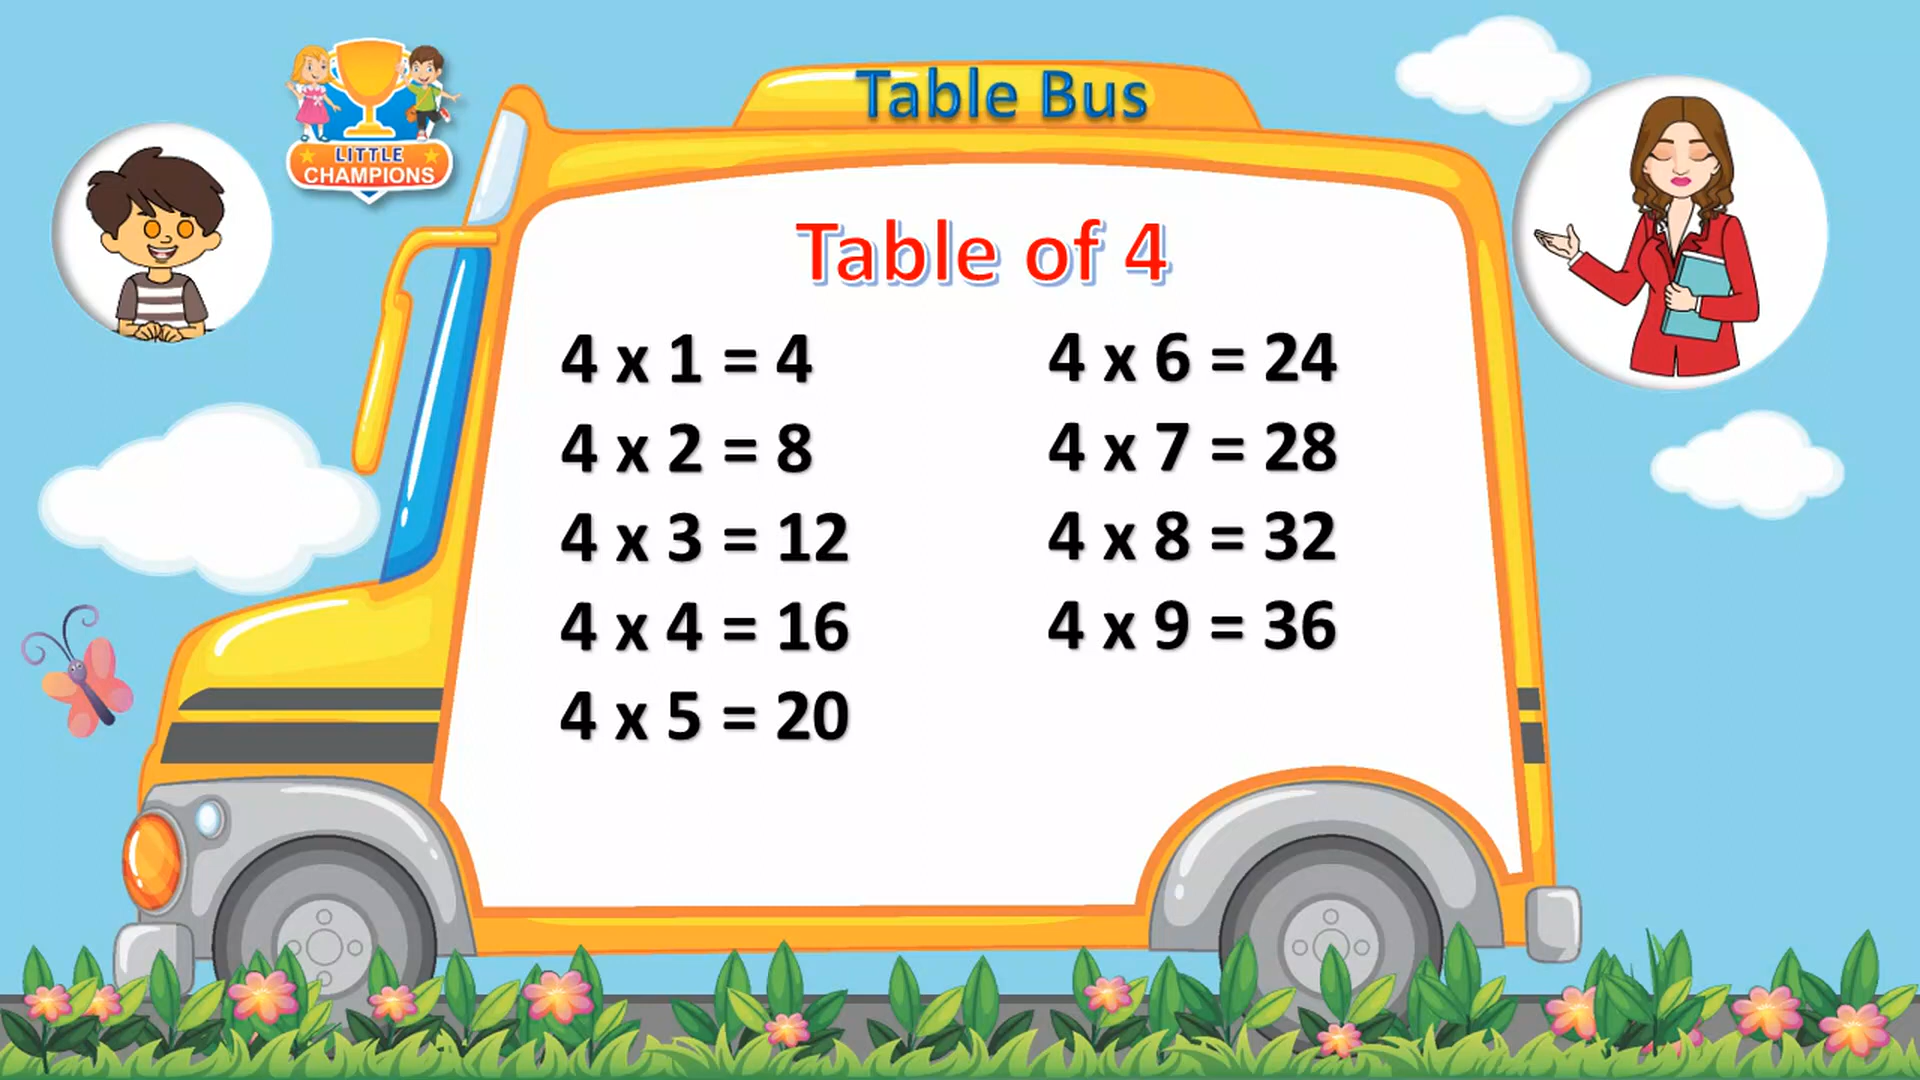 Table Bus
LITTLE
CHAMPIONS
Table of 4
4 x 1 = 4
4 x 2 = 8
4 x 3 = 12
4 x 4 = 16
4 x 5 = 20
4 x 6 = 24
4 x 7 = 28
4 x 8 = 32
4 x 9 = 36